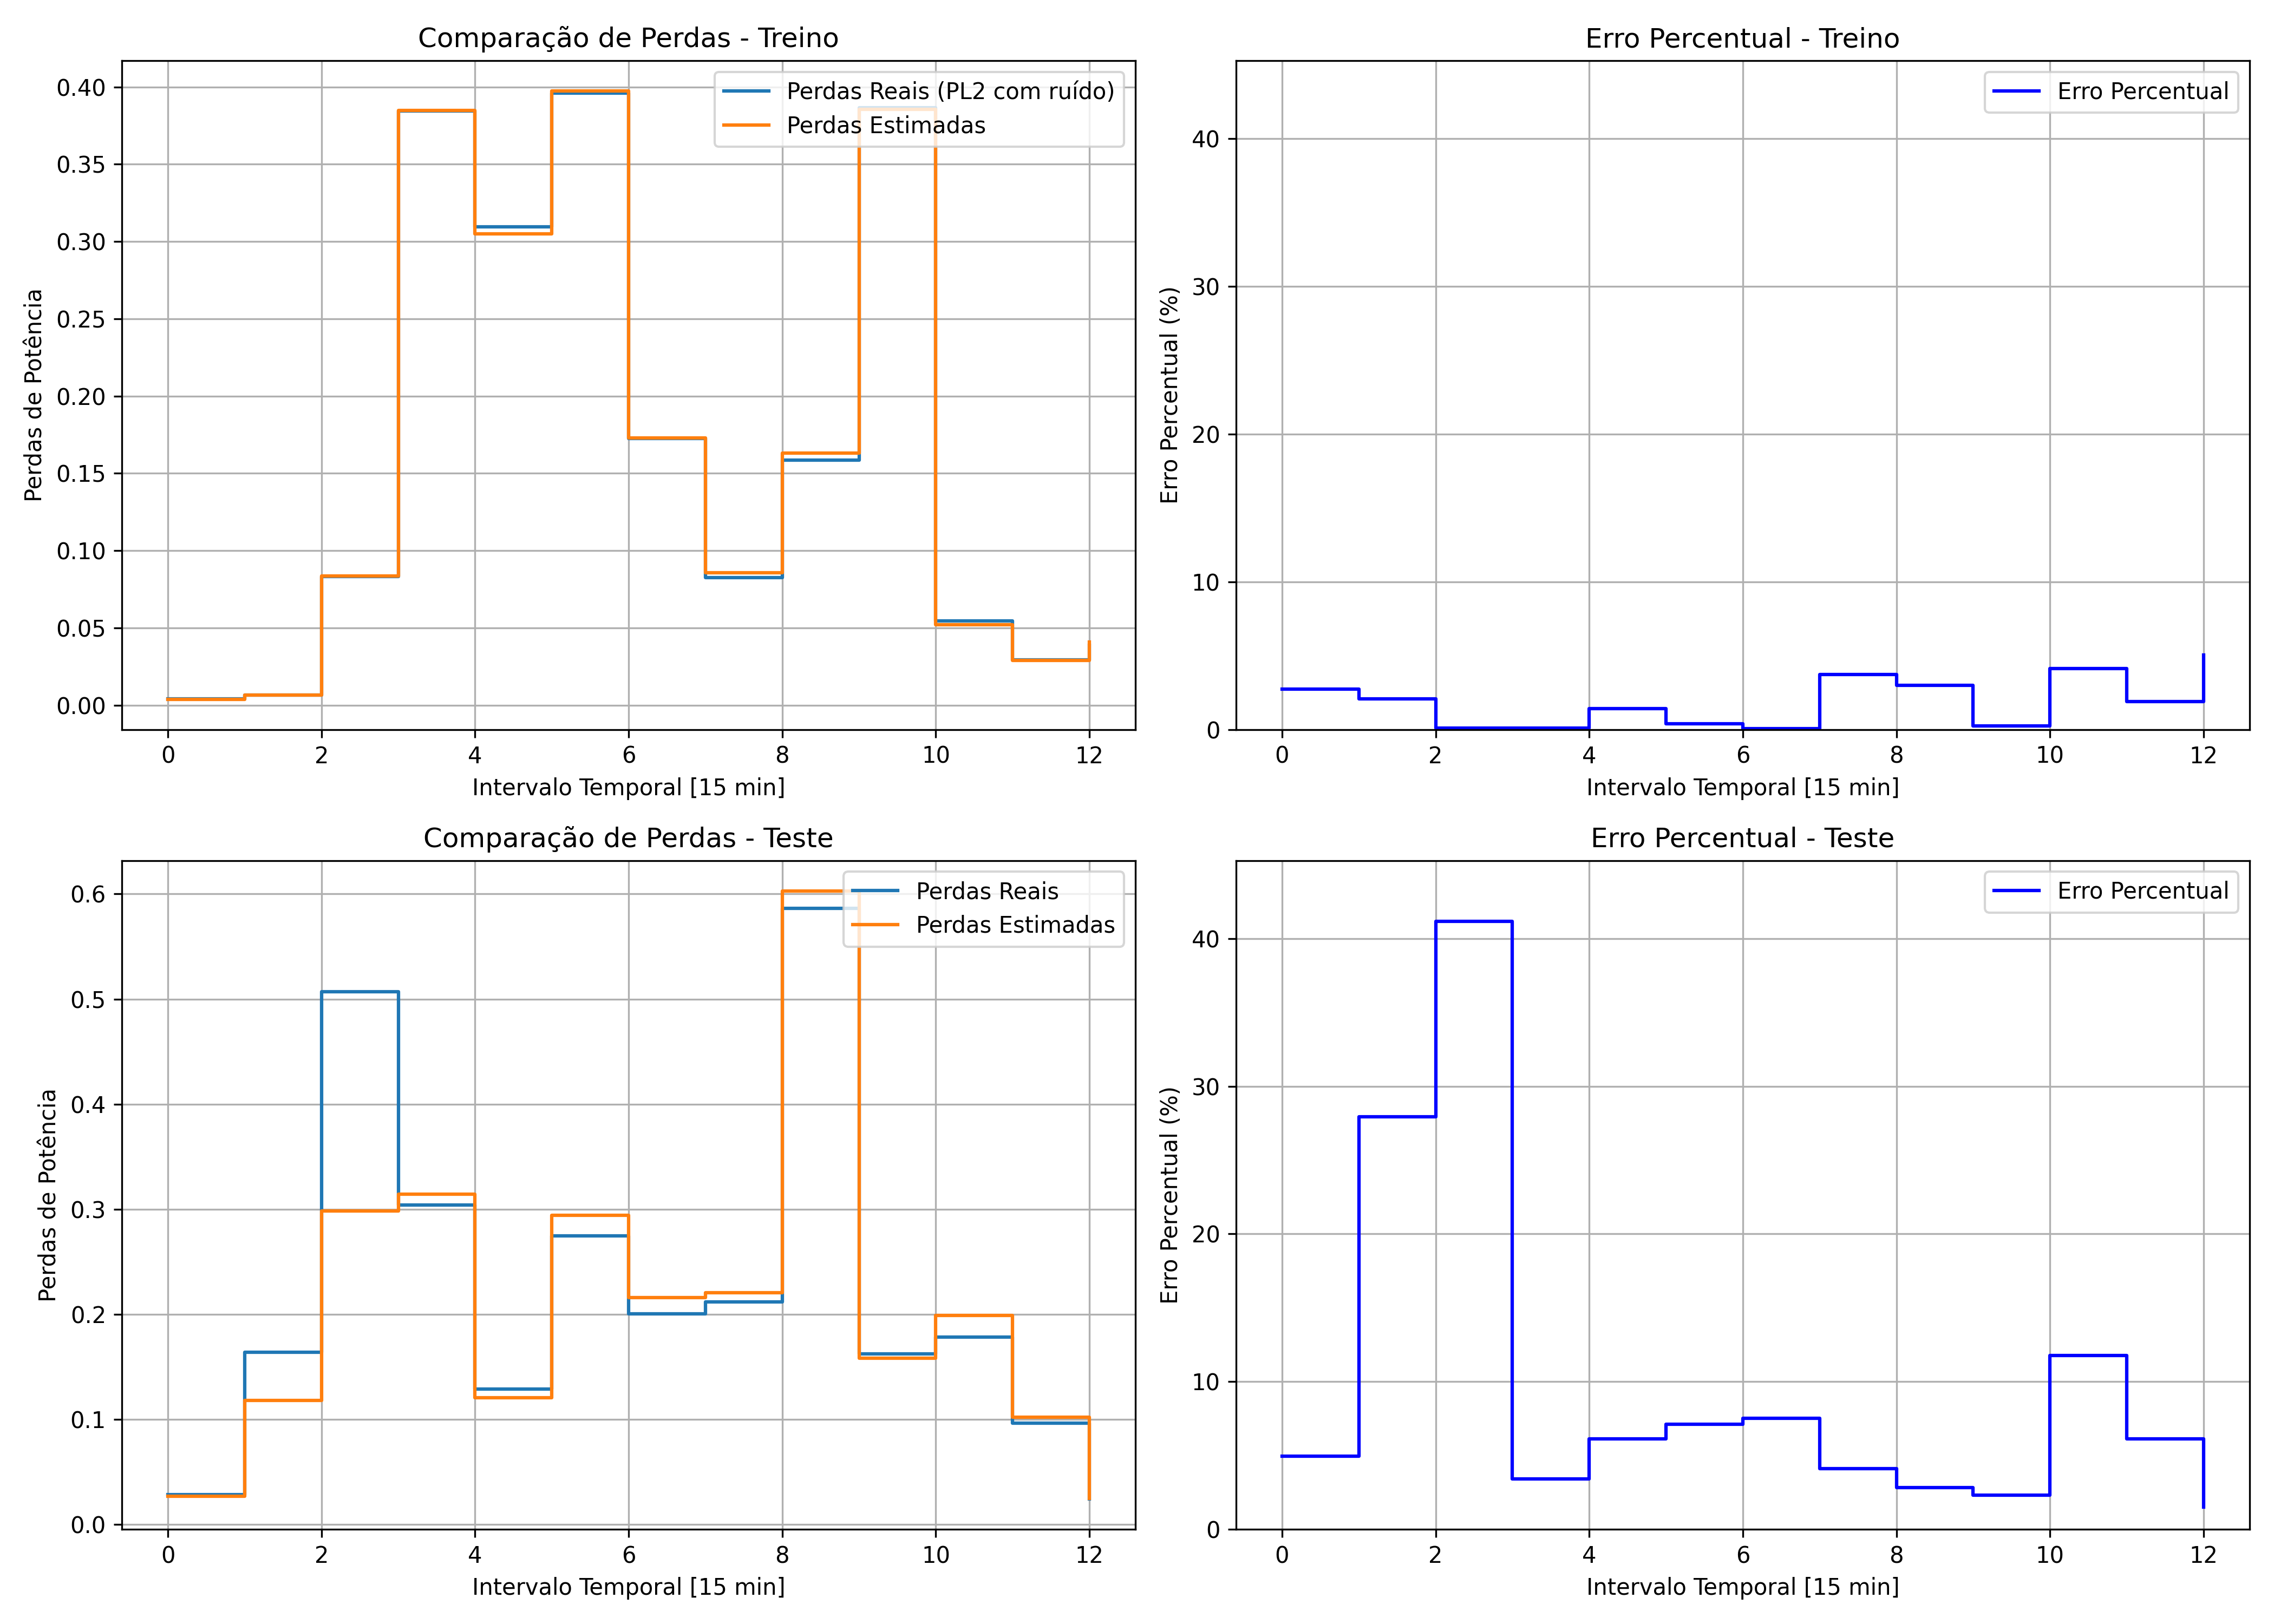 Comparação de Perdas - Treino
Perdas de Potência
0.40
0.35
0.30
0.25
0.20
0.15
0.10
0.05
0.00
Perdas Reais (PL2 com ruído)
Perdas Estimadas
0 2 4 6 8 10 12
Intervalo Temporal [15 min]
Erro Percentual - Treino
Erro Percentual (%)
40
30
20
10
0
Erro Percentual
0 2 4 6 8 10 12
Intervalo Temporal [15 min]
Comparação de Perdas - Teste
Perdas de Potência
0.6
0.5
0.4
0.3
0.2
0.1
0.0
Perdas Reais
Perdas Estimadas
0 2 4 6 8 10 12
Intervalo Temporal [15 min]
Erro Percentual - Teste
Erro Percentual (%)
40
30
20
10
0
Erro Percentual
0 2 4 6 8 10 12
Intervalo Temporal [15 min]